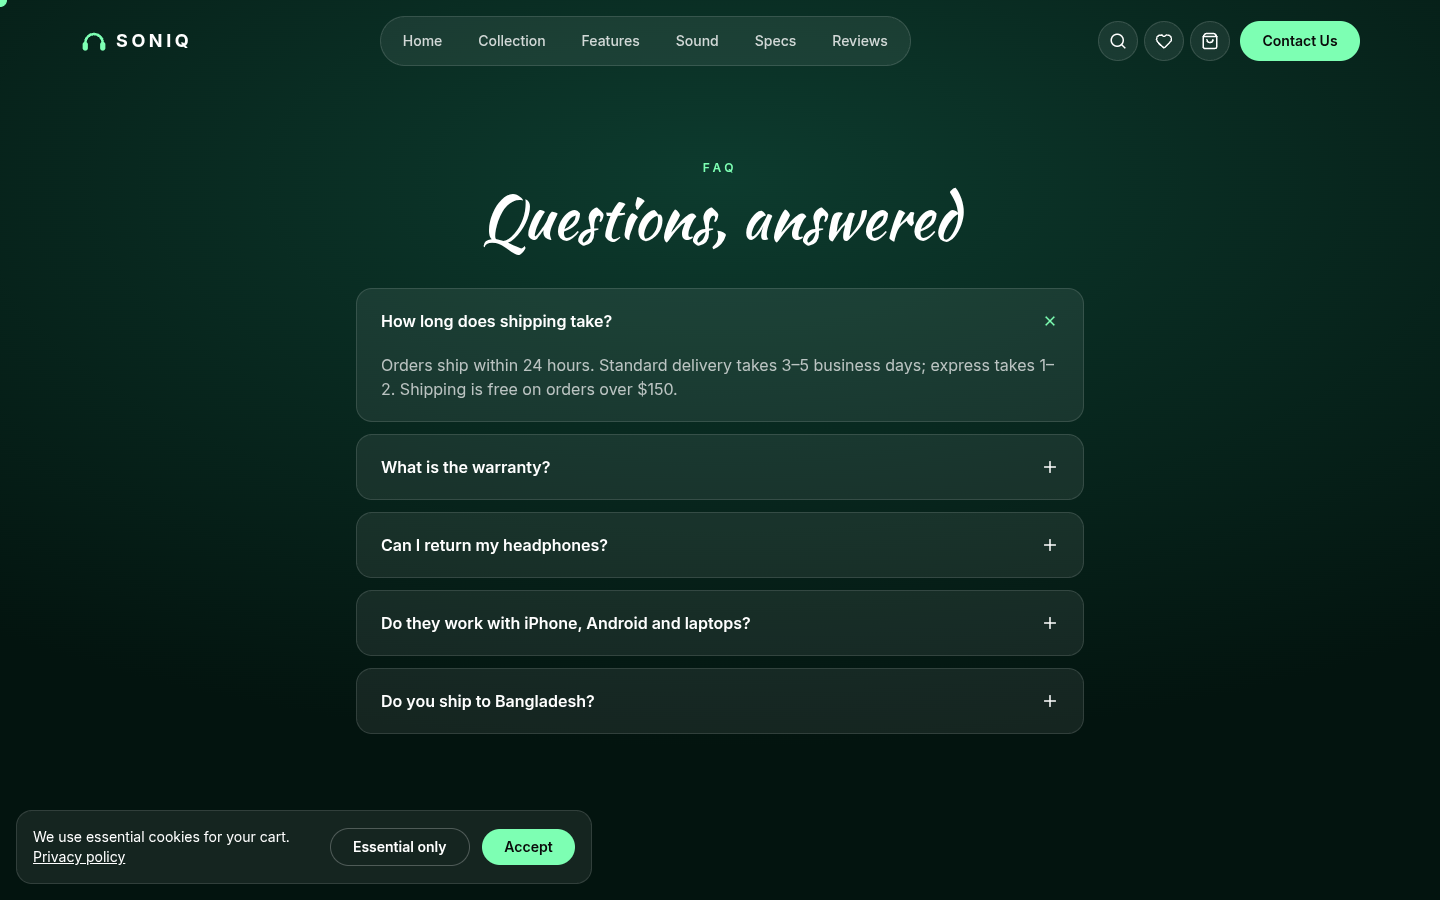 SONIQ
Home
Collection
Features
Sound
Specs
Reviews
Contact Us
FAQ
Questions, answered
How long does shipping take?
Orders ship within 24 hours. Standard delivery takes 3–5 business days; express takes 1–
2. Shipping is free on orders over $150.
What is the warranty?
Can I return my headphones?
Do they work with iPhone, Android and laptops?
Do you ship to Bangladesh?
We use essential cookies for your cart.
Privacy policy
Essential only
Accept